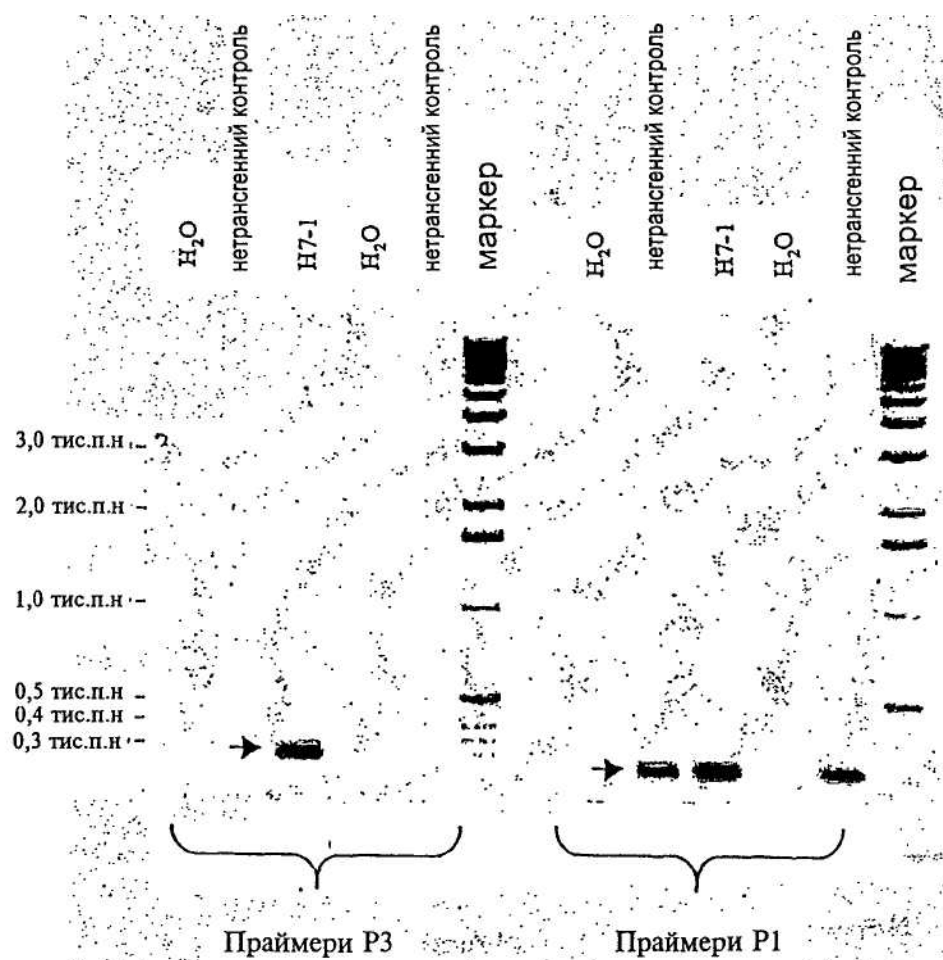 H₂O
нетрансгенний контроль
H7-1
H₂O
нетрансгенний контроль
маркер
H₂O
нетрансгенний контроль
H7-1
H₂O
нетрансгенний контроль
маркер
3,0 тис.п.н
2,0 тис.п.н
1,0 тис.п.н
0,5 тис.п.н
0,4 тис.п.н
0,3 тис.п.н
Праймери P3
Праймери P1